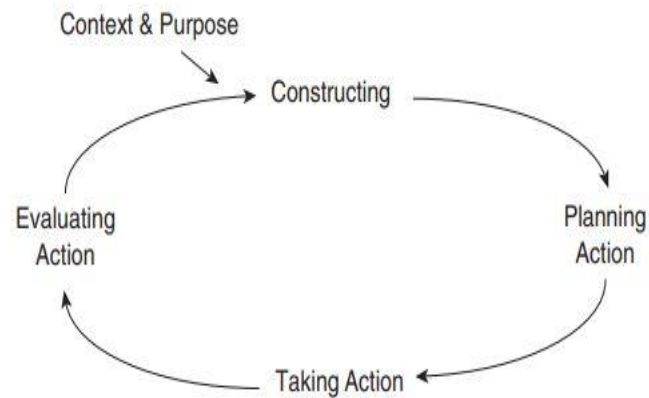 Context & Purpose
Constructing
Planning
Action
Taking Action
Evaluating
Action